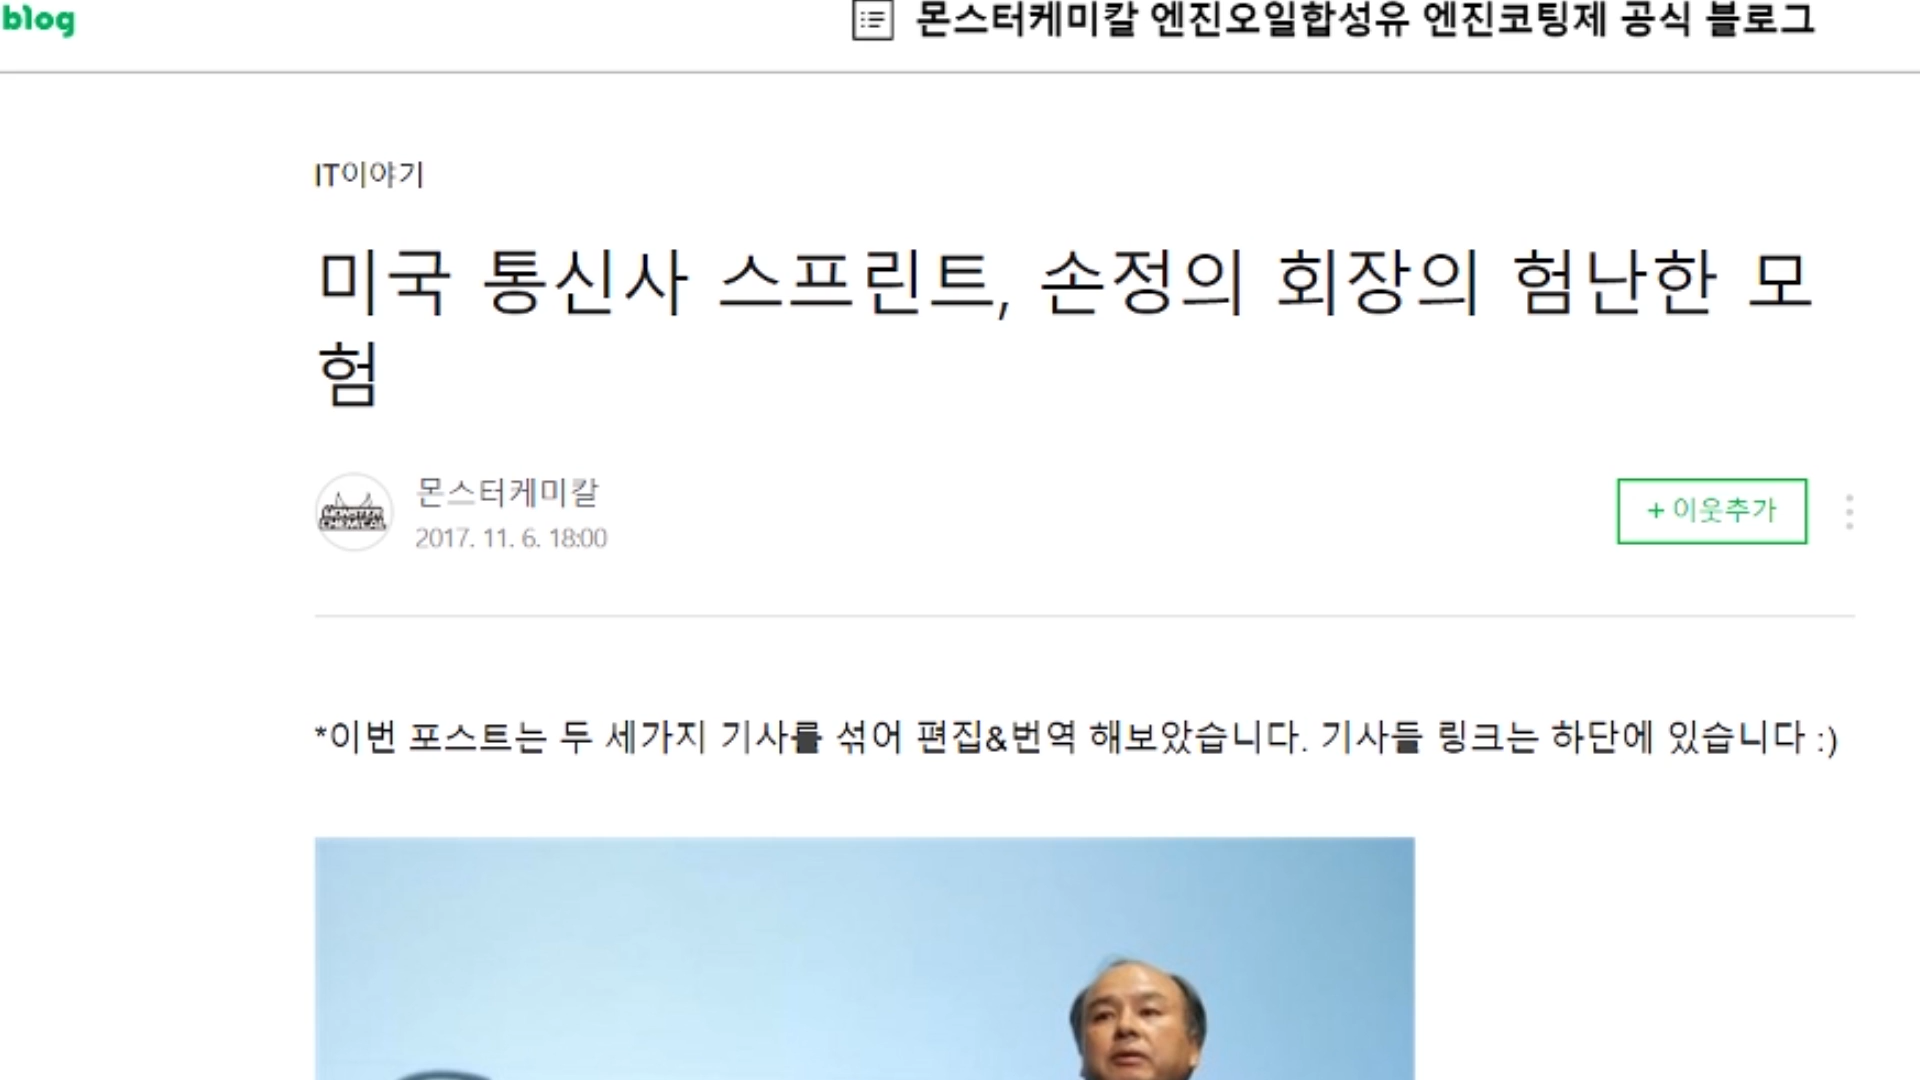 blog
몬스터케미칼 엔진오일합성유 엔진코팅제 공식 블로그
IT이야기
미국 통신사 스프린트, 손정의 회장의 험난한 모
험
MONSTER
CHEMICAL
몬스터케미칼
2017. 11. 6. 18:00
+ 이웃추가
*이번 포스트는 두 세가지 기사를 섞어 편집&번역 해보았습니다. 기사들 링크는 하단에 있습니다 :)